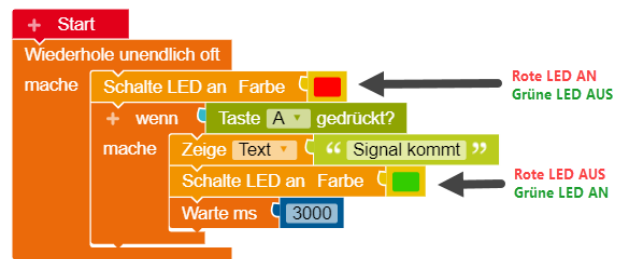 + Start
Wiederhole unendlich oft
mache Schalte LED an Farbe
Rote LED AN
Grüne LED AUS
+ wenn Taste A gedrückt?
mache Zeige Text “ Signal kommt ”
Schalte LED an Farbe
Rote LED AUS
Grüne LED AN
Warte ms 3000